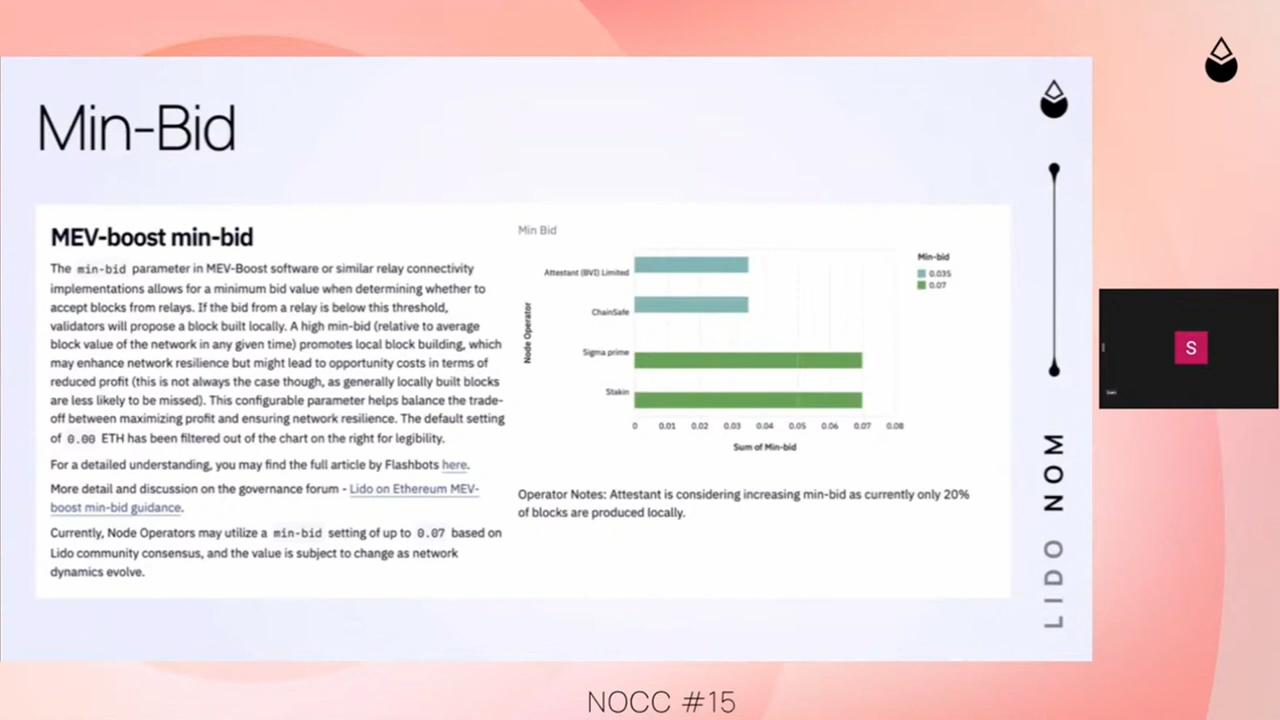 Min-Bid
MEV-boost min-bid
The min-bid parameter in MEV-Boost software or similar relay connectivity
implementations allows for a minimum bid value when determining whether to
accept blocks from relays. If the bid from a relay is below this threshold,
validators will propose a block built locally. A high min-bid (relative to average
block value of the network in any given time) promotes local block building, which
may enhance network resilience but might lead to opportunity costs in terms of
reduced profit (this is not always the case though, as generally locally built blocks
are less likely to be missed). This configurable parameter helps balance the trade-
off between maximizing profit and ensuring network resilience. The default setting
of 0.00 ETH has been filtered out of the chart on the right for legibility.
For a detailed understanding, you may find the full article by Flashbots here.
More detail and discussion on the governance forum - Lido on Ethereum MEV-
boost min-bid guidance.
Currently, Node Operators may utilize a min-bid setting of up to 0.07 based on
Lido community consensus, and the value is subject to change as network
dynamics evolve.
Min Bid
Node Operator
Attestant (BVI) Limited
ChainSafe
Sigma prime
Stakin
0 0.01 0.02 0.03 0.04 0.05 0.06 0.07 0.08
Sum of Min-bid
Min-bid
0.035
0.07
Operator Notes: Attestant is considering increasing min-bid as currently only 20%
of blocks are produced locally.
LIDO NOM
S
NOCC #15